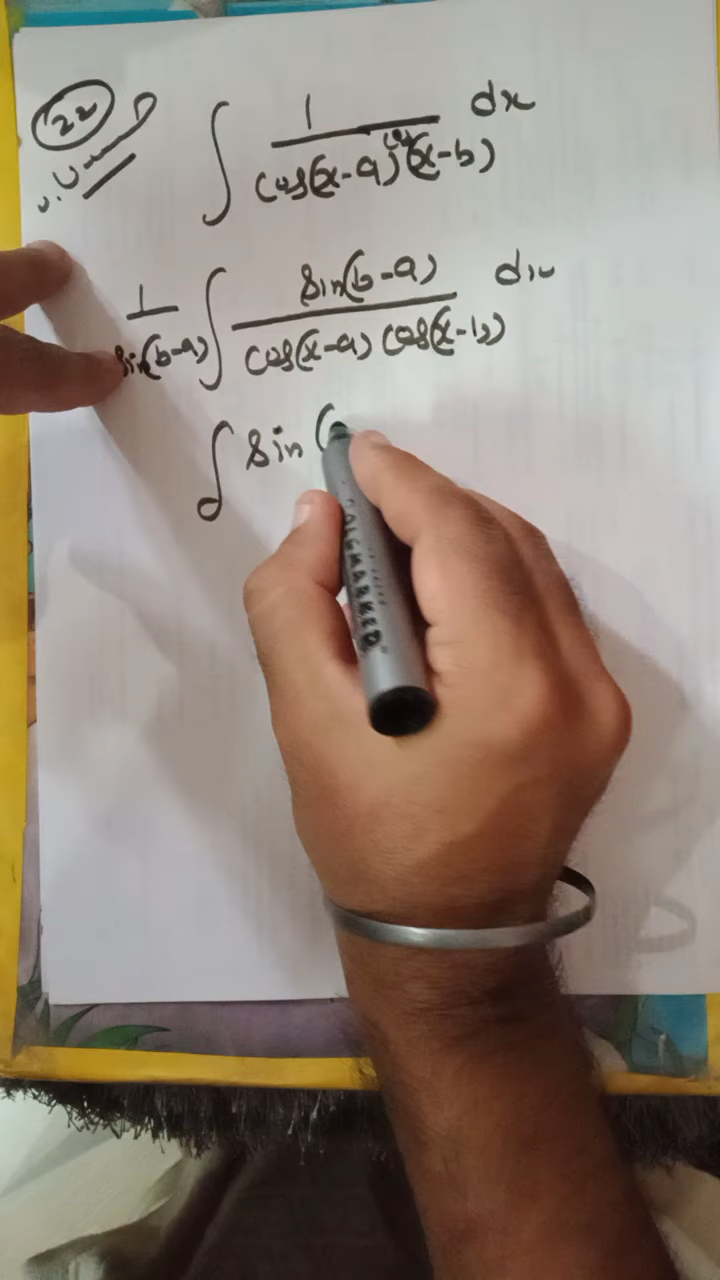 22
∫ 1 / cos(x-a) cos(x-b) dx
1 / sin(b-a) ∫ sin(b-a) / cos(x-a) cos(x-b) dx
∫ sin (